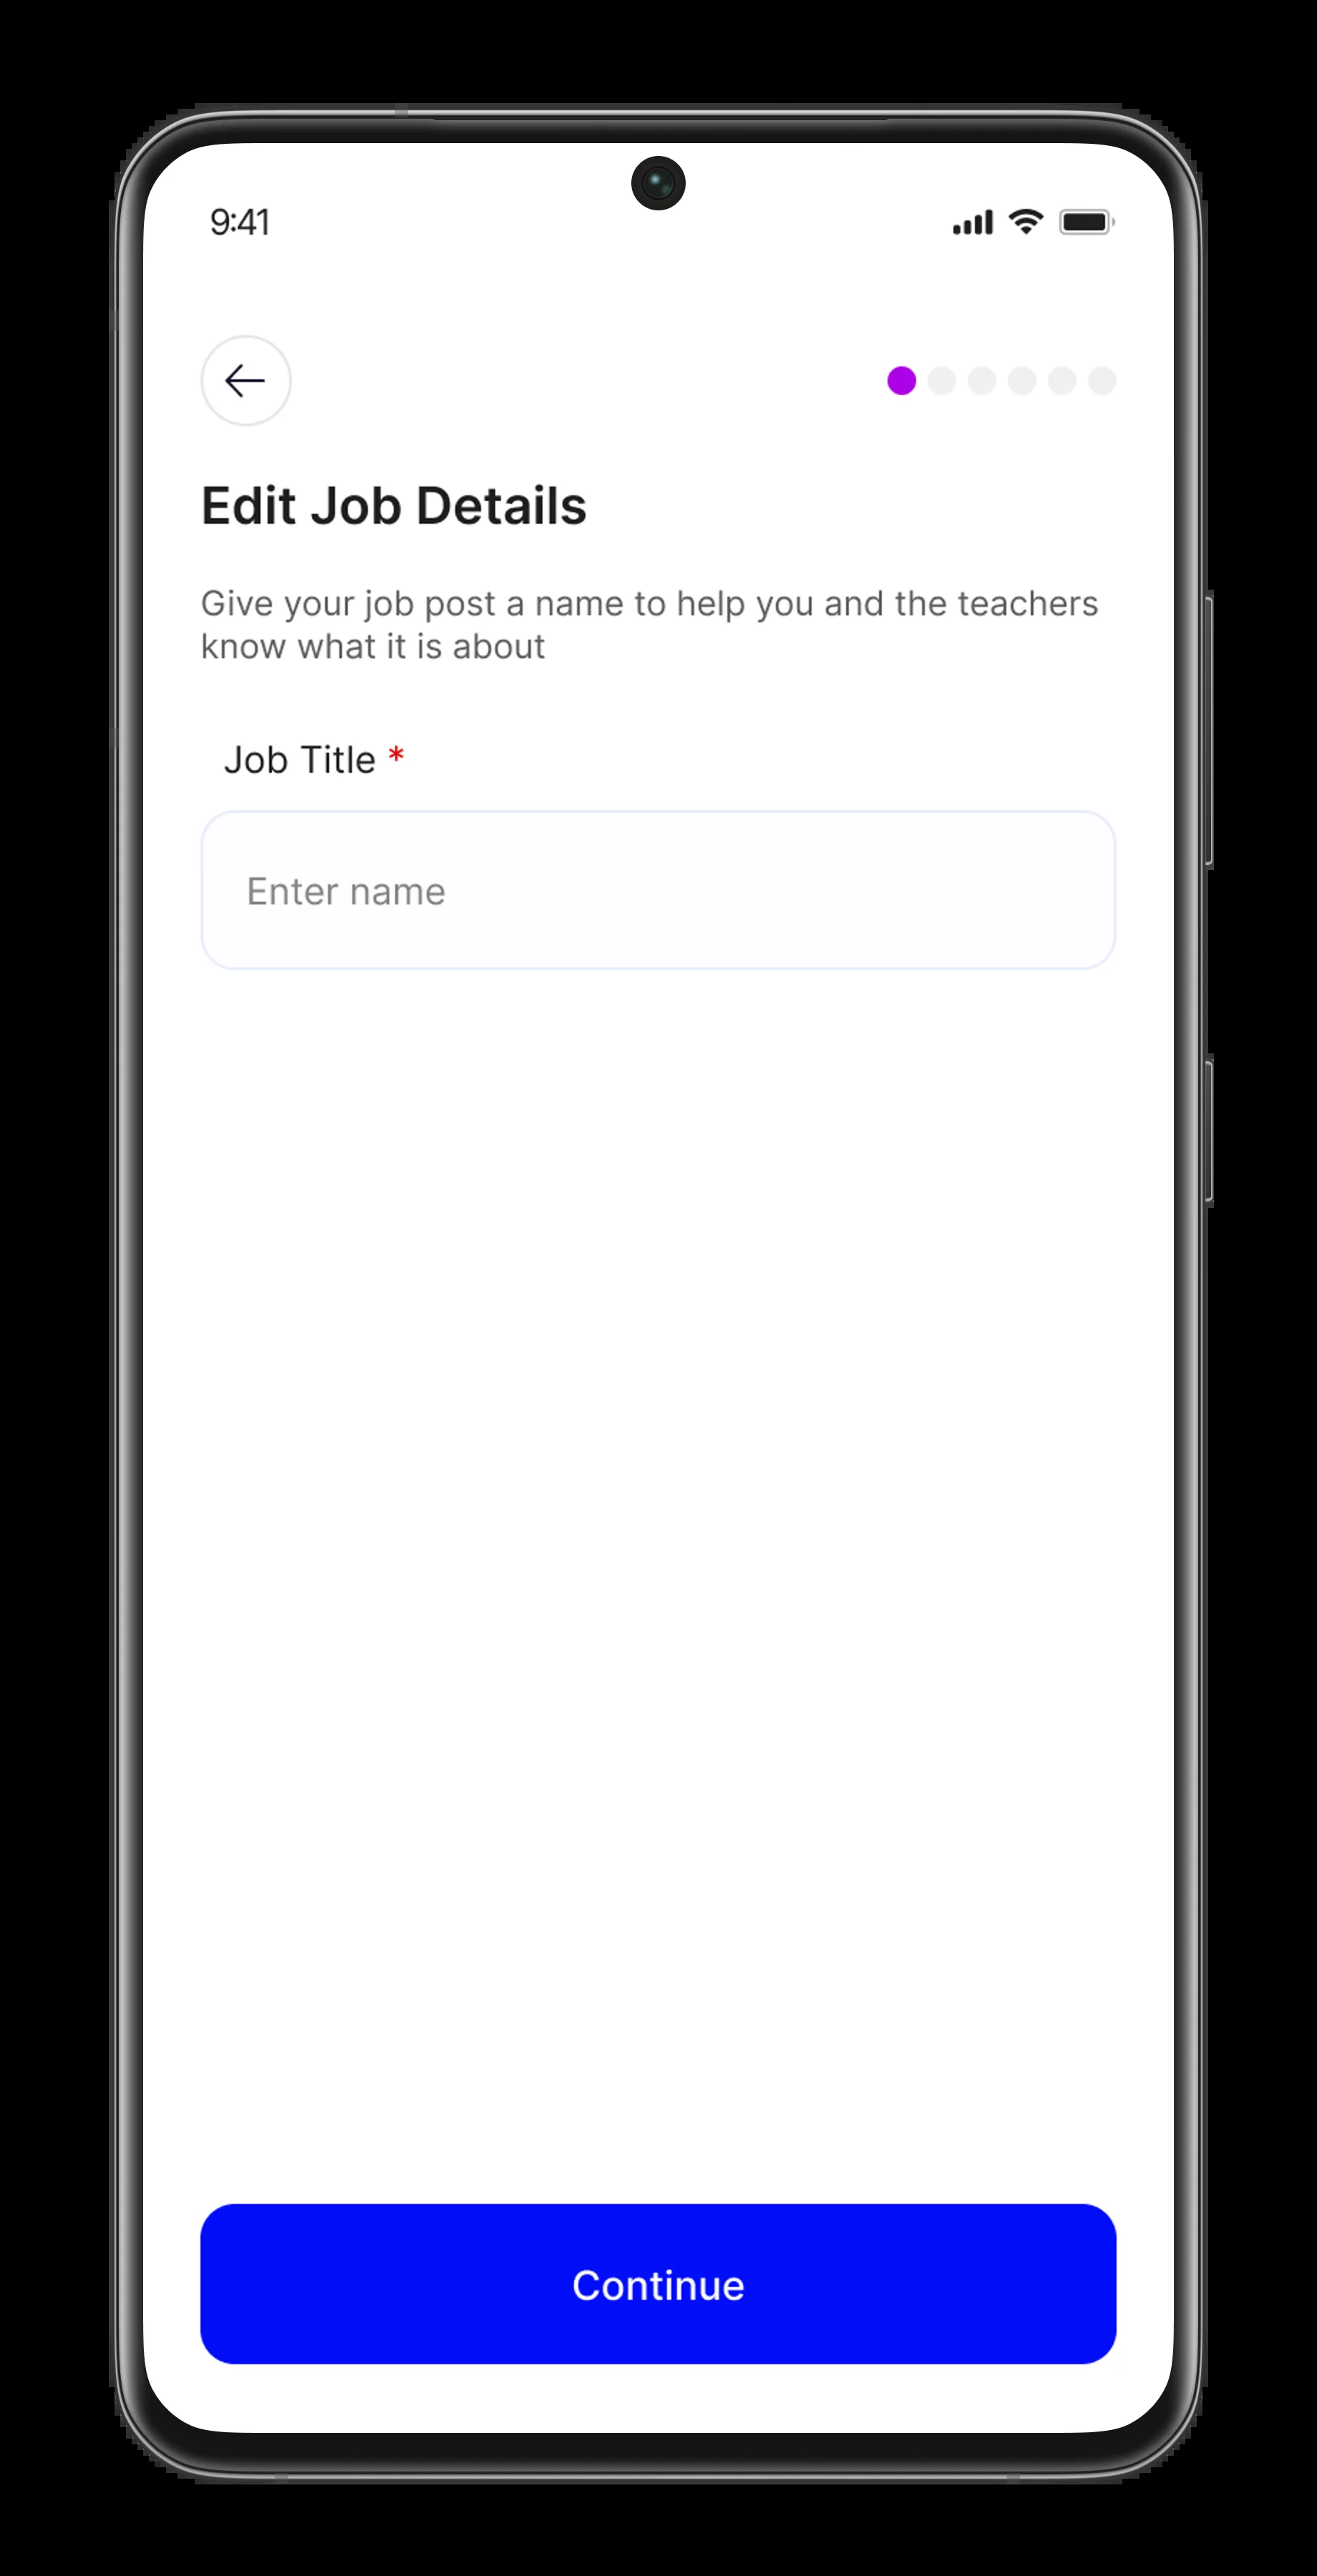 9:41
Edit Job Details
Give your job post a name to help you and the teachers
know what it is about
Job Title *
Enter name
Continue